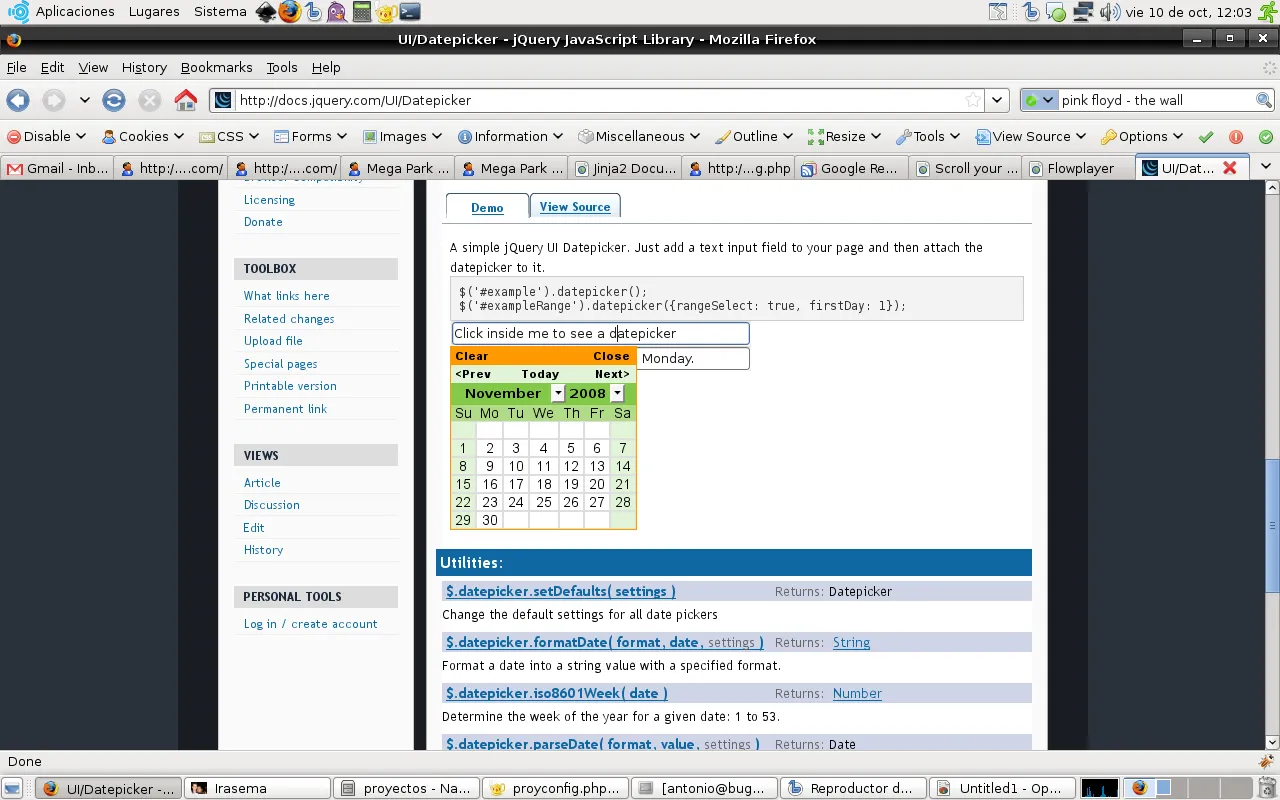 Aplicaciones Lugares Sistema vie 10 de oct, 12:03
UI/Datepicker - jQuery JavaScript Library - Mozilla Firefox
File Edit View History Bookmarks Tools Help
http://docs.jquery.com/UI/Datepicker pink floyd - the wall
Disable Cookies CSS Forms Images Information Miscellaneous Outline Resize Tools View Source Options
Gmail - Inb... http:/....com/ http:/....com/ Mega Park ... Mega Park ... Jinja2 Docu... http:/...g.php Google Re... Scroll your ... Flowplayer UI/Dat...
Licensing
Donate
TOOLBOX
What links here
Related changes
Upload file
Special pages
Printable version
Permanent link
VIEWS
Article
Discussion
Edit
History
PERSONAL TOOLS
Log in / create account
Demo View Source
A simple jQuery UI Datepicker. Just add a text input field to your page and then attach the
datepicker to it.
$('#example').datepicker();
$('#exampleRange').datepicker({rangeSelect: true, firstDay: 1});
Click inside me to see a datepicker
Monday.
Clear Close
<Prev Today Next>
November 2008
Su Mo Tu We Th Fr Sa
1 2 3 4 5 6 7
8 9 10 11 12 13 14
15 16 17 18 19 20 21
22 23 24 25 26 27 28
29 30
Utilities:
$.datepicker.setDefaults( settings ) Returns: Datepicker
Change the default settings for all date pickers
$.datepicker.formatDate( format, date, settings ) Returns: String
Format a date into a string value with a specified format.
$.datepicker.iso8601Week( date ) Returns: Number
Determine the week of the year for a given date: 1 to 53.
$.datepicker.parseDate( format, value, settings ) Returns: Date
Done
UI/Datepicker -... Irassma proyectos - Na... proyconfig.php... [antonio@bug... Reproductor d... Untitled1 - Op...